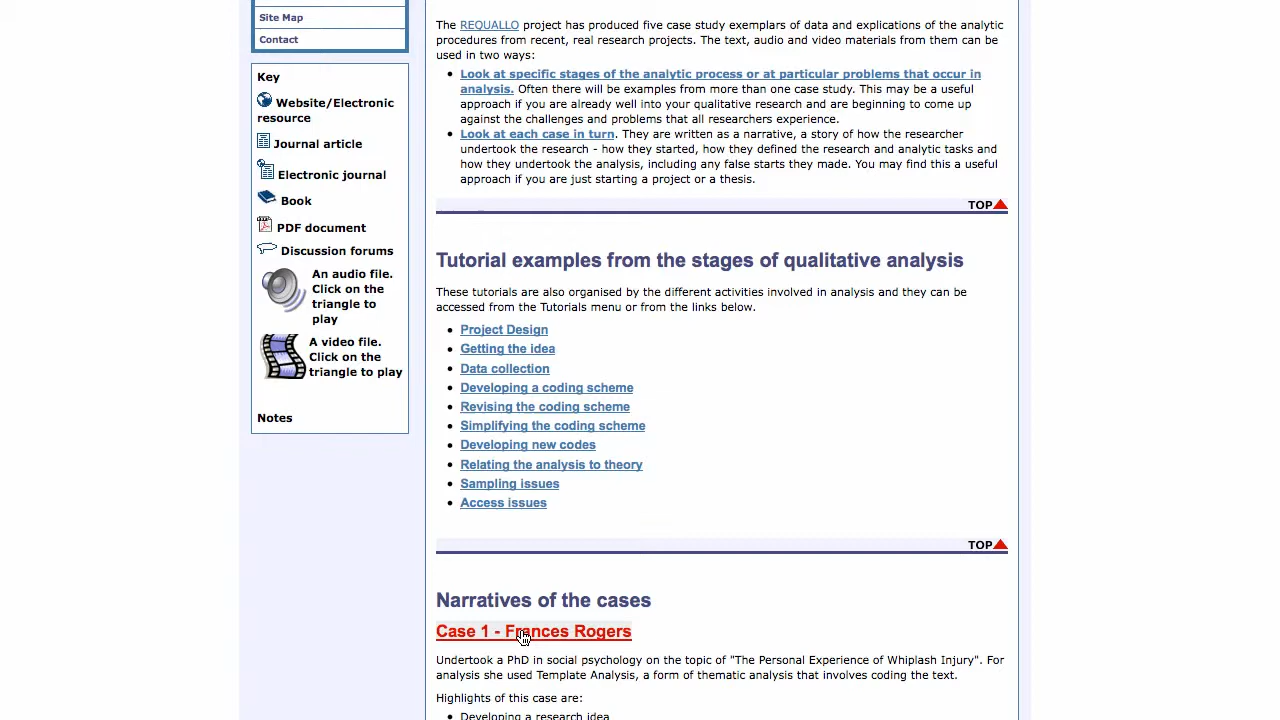 Site Map
Contact
Key
Website/Electronic
resource
Journal article
Electronic journal
Book
PDF document
Discussion forums
An audio file.
Click on the
triangle to
play
A video file.
Click on the
triangle to play
Notes
The REQUALLO project has produced five case study exemplars of data and explications of the analytic
procedures from recent, real research projects. The text, audio and video materials from them can be
used in two ways:
• Look at specific stages of the analytic process or at particular problems that occur in
analysis. Often there will be examples from more than one case study. This may be a useful
approach if you are already well into your qualitative research and are beginning to come up
against the challenges and problems that all researchers experience.
• Look at each case in turn. They are written as a narrative, a story of how the researcher
undertook the research - how they started, how they defined the research and analytic tasks and
how they undertook the analysis, including any false starts they made. You may find this a useful
approach if you are just starting a project or a thesis.
TOP
Tutorial examples from the stages of qualitative analysis
These tutorials are also organised by the different activities involved in analysis and they can be
accessed from the Tutorials menu or from the links below.
• Project Design
• Getting the idea
• Data collection
• Developing a coding scheme
• Revising the coding scheme
• Simplifying the coding scheme
• Developing new codes
• Relating the analysis to theory
• Sampling issues
• Access issues
TOP
Narratives of the cases
Case 1 - Frances Rogers
Undertook a PhD in social psychology on the topic of "The Personal Experience of Whiplash Injury". For
analysis she used Template Analysis, a form of thematic analysis that involves coding the text.
Highlights of this case are:
• Developing a research idea